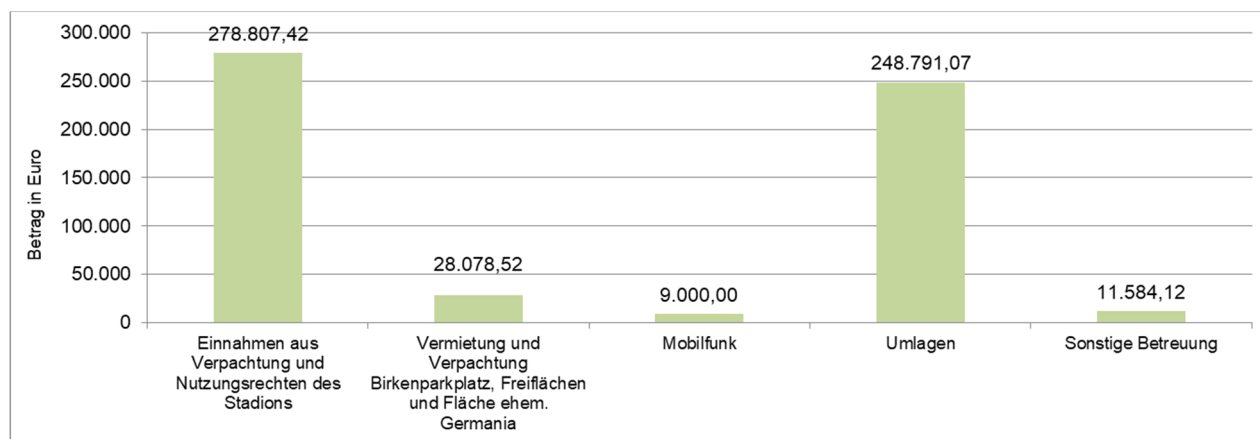 Betrag in Euro
300.000
250.000
200.000
150.000
100.000
50.000
0
278.807,42
28.078,52
9.000,00
248.791,07
11.584,12
Einnahmen aus
Verpachtung und
Nutzungsrechten des
Stadions
Vermietung und
Verpachtung
Birkenparkplatz, Freiflächen
und Fläche ehem.
Germania
Mobilfunk
Umlagen
Sonstige Betreuung